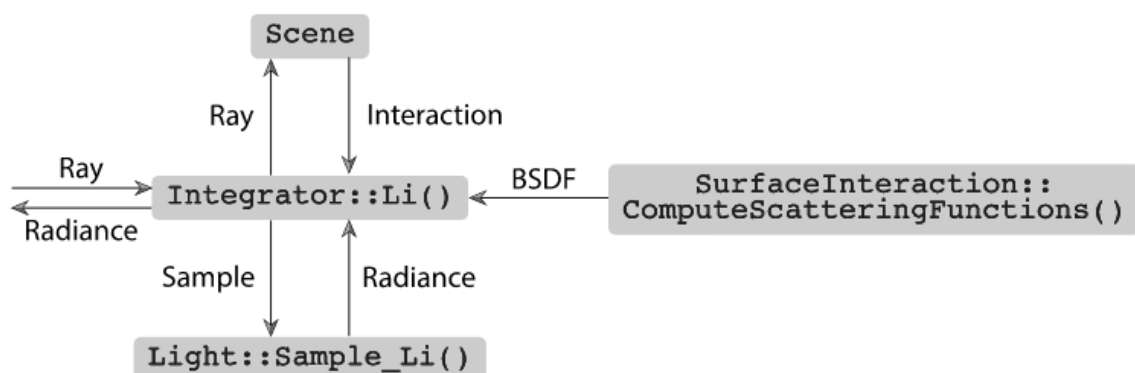 Scene
Ray
Interaction
Ray
Integrator::Li()
BSDF
SurfaceInteraction::
ComputeScatteringFunctions()
Radiance
Sample
Radiance
Light::Sample_Li()